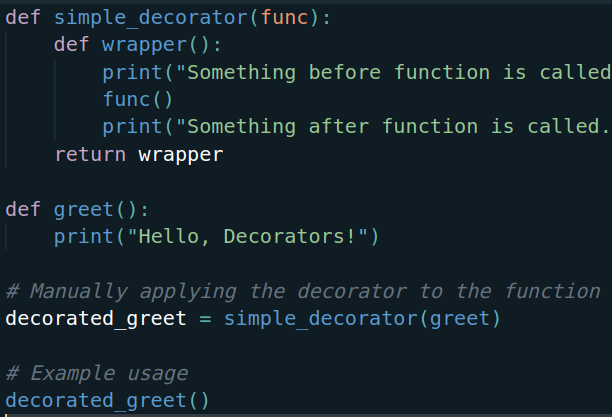 def simple_decorator(func):
    def wrapper():
        print("Something before function is called
        func()
        print("Something after function is called.
    return wrapper

def greet():
    print("Hello, Decorators!")

# Manually applying the decorator to the function
decorated_greet = simple_decorator(greet)

# Example usage
decorated_greet()